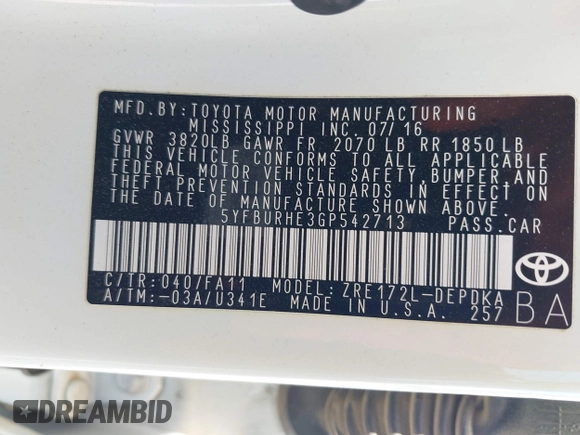 MFD.BY:TOYOTA MOTOR MANUFACTURING
MISSISSIPPI INC. 07/16
GVWR 3820LB GAWR FR 2070 LB RR 1850 LB
THIS VEHICLE CONFORMS TO ALL APPLICABLE
FEDERAL MOTOR VEHICLE SAFETY, BUMPER AND
THEFT PREVENTION STANDARDS IN EFFECT ON
THE DATE OF MANUFACTURE SHOWN ABOVE.
5YFBURHE3GP542713 PASS.CAR
C/TR:040/FA11 MODEL: ZRE172L-DEPDKA
A/TM:-03A/U341E MADE IN U.S.A. 257
BA
DREAMBID